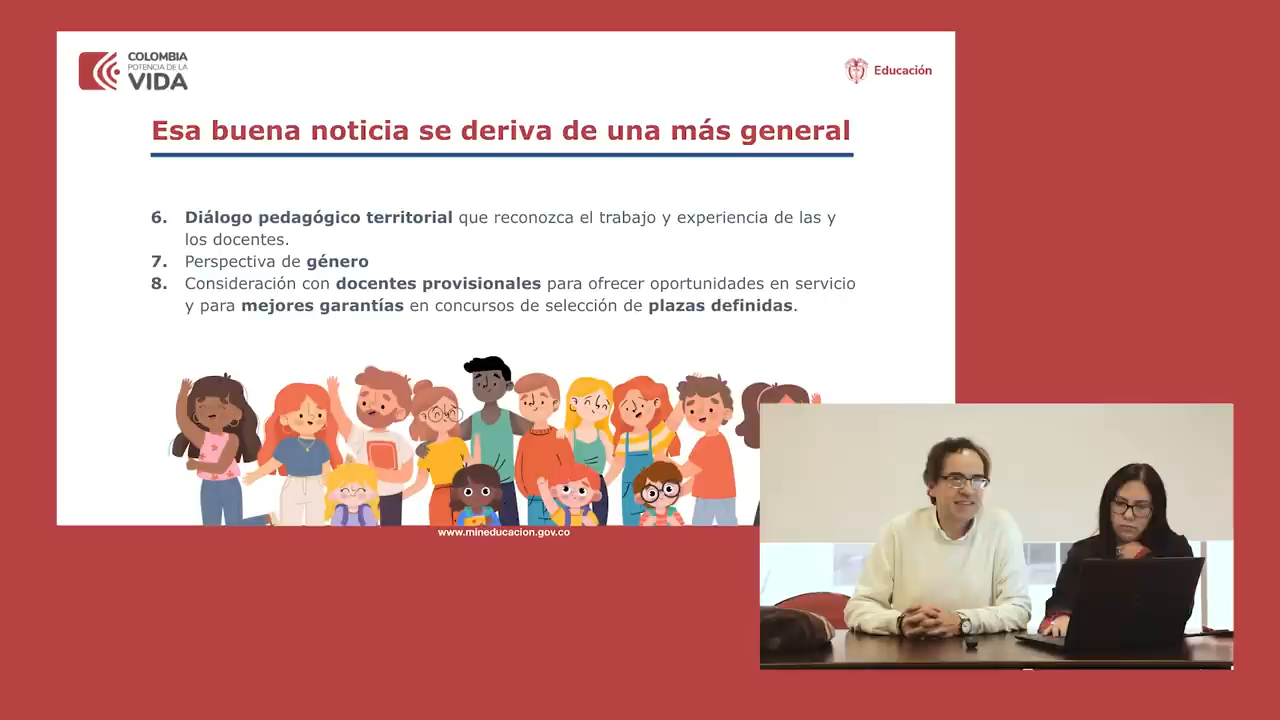 COLOMBIA
POTENCIA DE LA
VIDA
Educación
Esa buena noticia se deriva de una más general
6. Diálogo pedagógico territorial que reconozca el trabajo y experiencia de las y
los docentes.
7. Perspectiva de género
8. Consideración con docentes provisionales para ofrecer oportunidades en servicio
y para mejores garantías en concursos de selección de plazas definidas.
www.mineducacion.gov.co